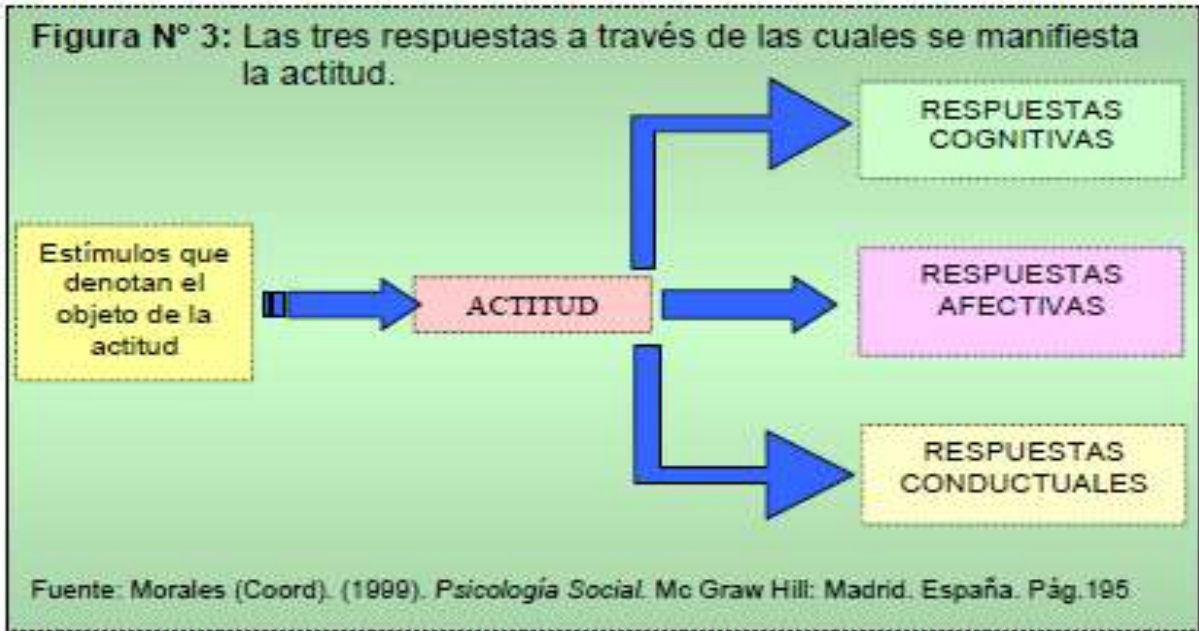 Figura N° 3: Las tres respuestas a través de las cuales se manifiesta
la actitud.
RESPUESTAS
COGNITIVAS
Estímulos que
denotan el
objeto de la
actitud
ACTITUD
RESPUESTAS
AFECTIVAS
RESPUESTAS
CONDUCTUALES
Fuente: Morales (Coord). (1999). Psicología Social. Mc Graw Hill: Madrid. España. Pág.195